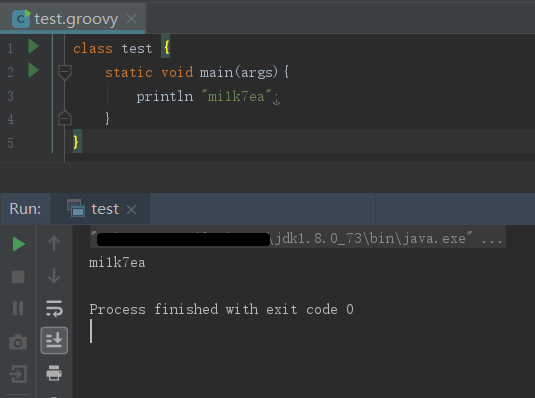 test.groovy
1 class test {
2 static void main(args){
3 println "mi1k7ea";
4 }
5 }
Run: test
\jdk1.8.0_73\bin\java.exe" ...
mi1k7ea
Process finished with exit code 0